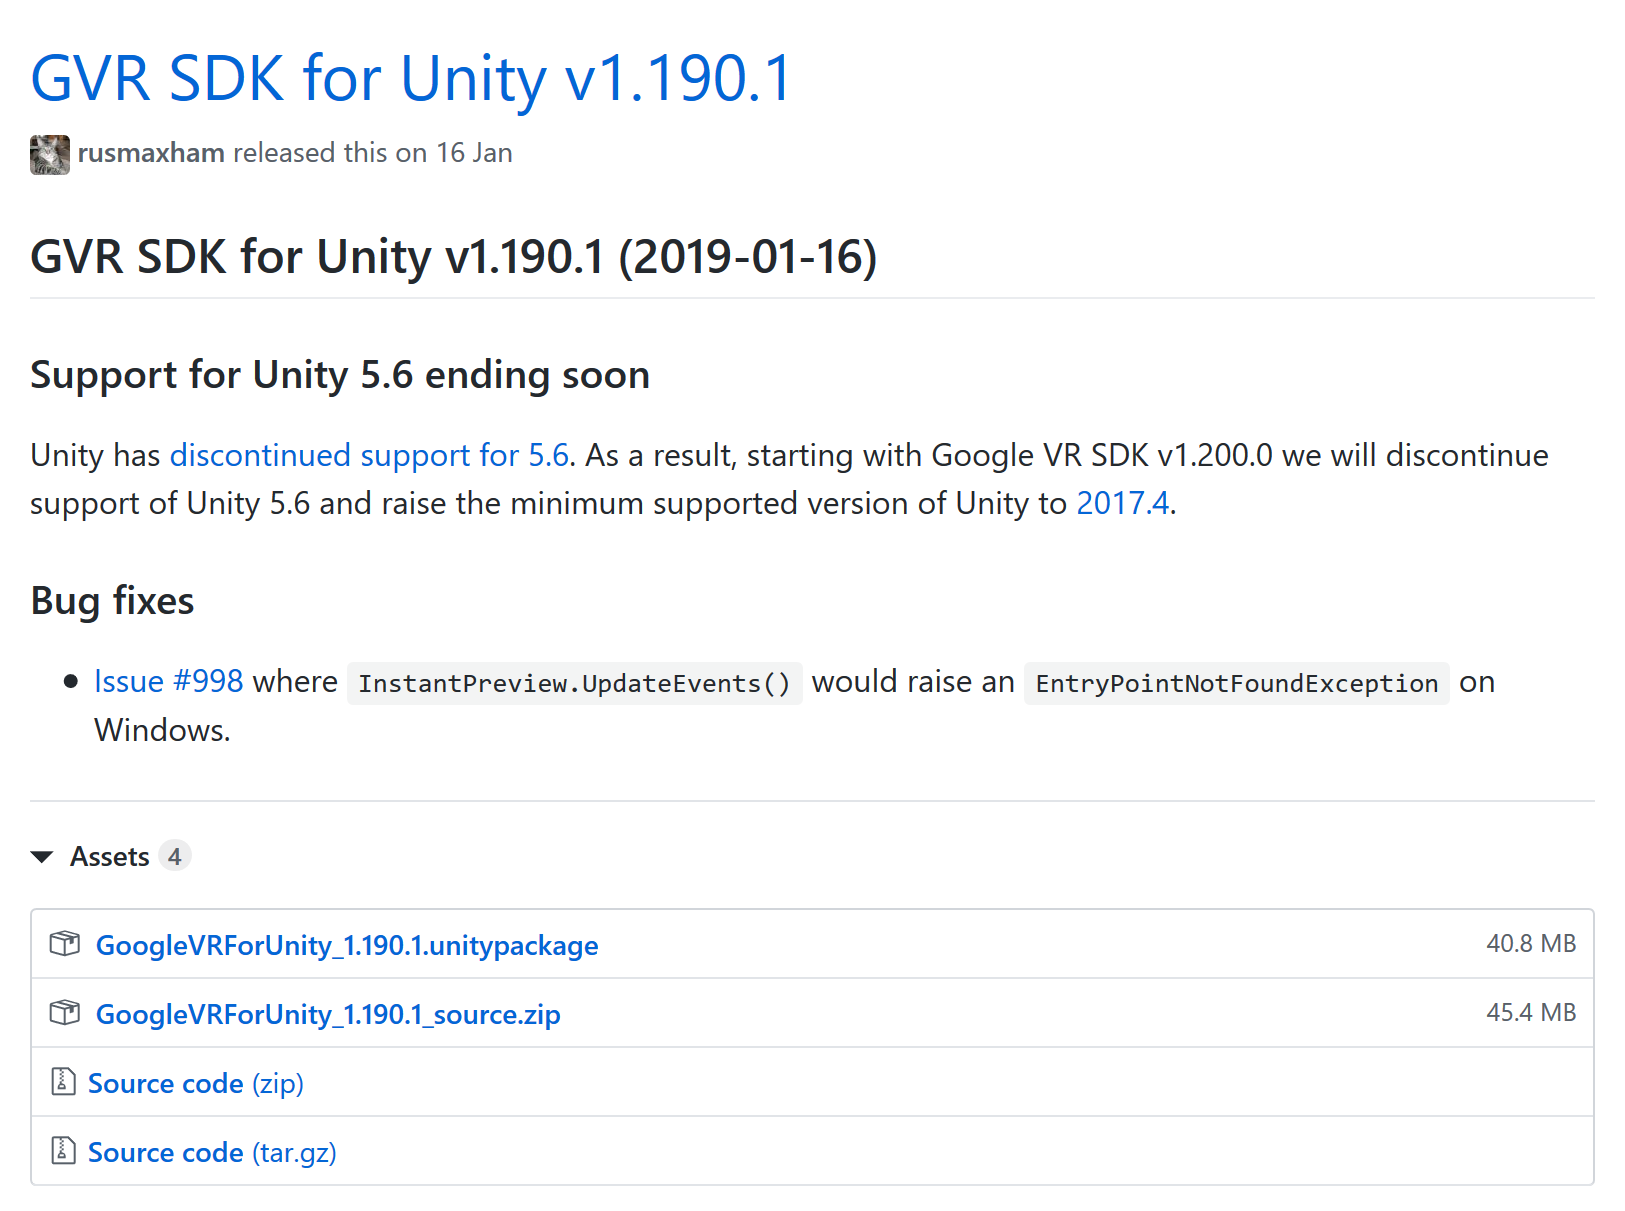 GVR SDK for Unity v1.190.1
rusmaxham released this on 16 Jan
GVR SDK for Unity v1.190.1 (2019-01-16)
Support for Unity 5.6 ending soon
Unity has discontinued support for 5.6. As a result, starting with Google VR SDK v1.200.0 we will discontinue
support of Unity 5.6 and raise the minimum supported version of Unity to 2017.4.
Bug fixes
• Issue #998 where InstantPreview.UpdateEvents() would raise an EntryPointNotFoundException on
Windows.
Assets 4
GoogleVRForUnity_1.190.1.unitypackage 40.8 MB
GoogleVRForUnity_1.190.1_source.zip 45.4 MB
Source code (zip)
Source code (tar.gz)